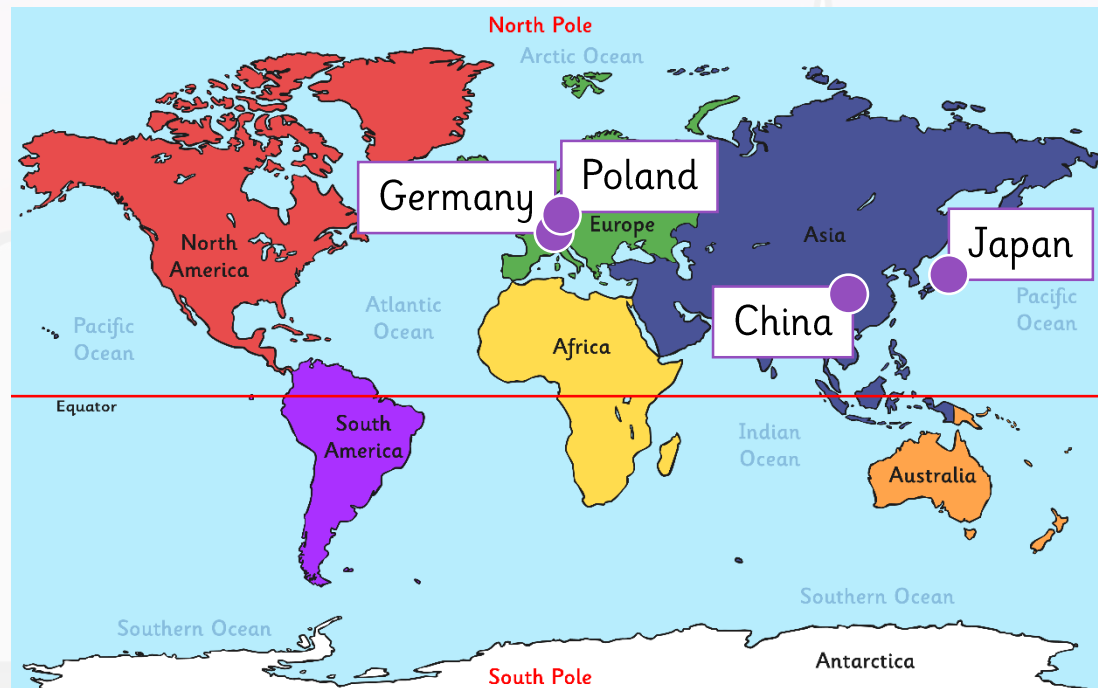 North Pole
Arctic Ocean
Poland
Germany
Europe
Asia
North
America
Japan
Pacific
Ocean
Atlantic
Ocean
Pacific
Ocean
China
Africa
Equator
South
America
Indian
Ocean
Australia
Southern Ocean
Southern Ocean
Antarctica
South Pole